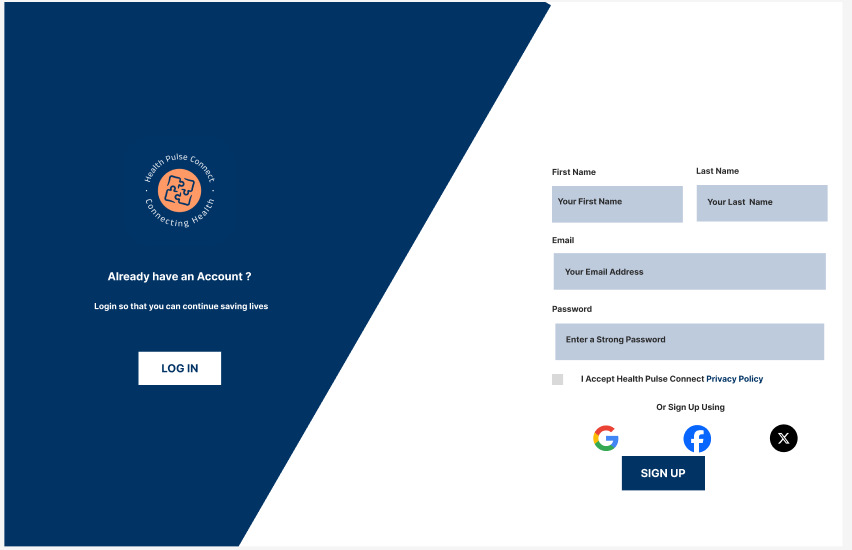 Health Pulse Connect
Connecting Health
Already have an Account ?
Login so that you can continue saving lives
LOG IN
First Name
Last Name
Your First Name
Your Last Name
Email
Your Email Address
Password
Enter a Strong Password
I Accept Health Pulse Connect Privacy Policy
Or Sign Up Using
SIGN UP